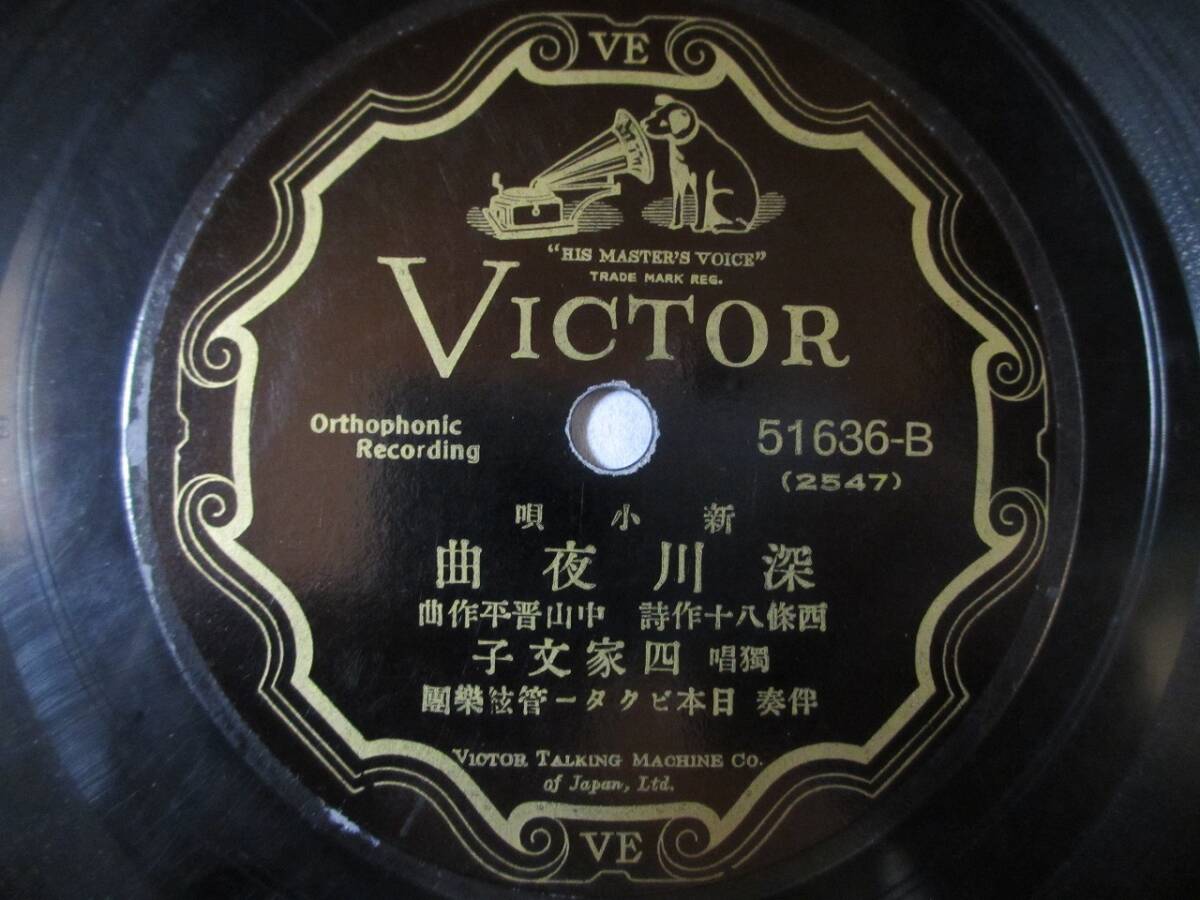 VE
"HIS MASTER'S VOICE"
TRADE MARK REG.
VICTOR
Orthophonic
Recording
51636-B
(2547)
新小唄
深川夜曲
西條八十作詩 中山晋平作曲
獨唱 四家文子
伴奏 日本ビクター管絃樂團
VICTOR TALKING MACHINE CO.
of Japan, Ltd.
VE